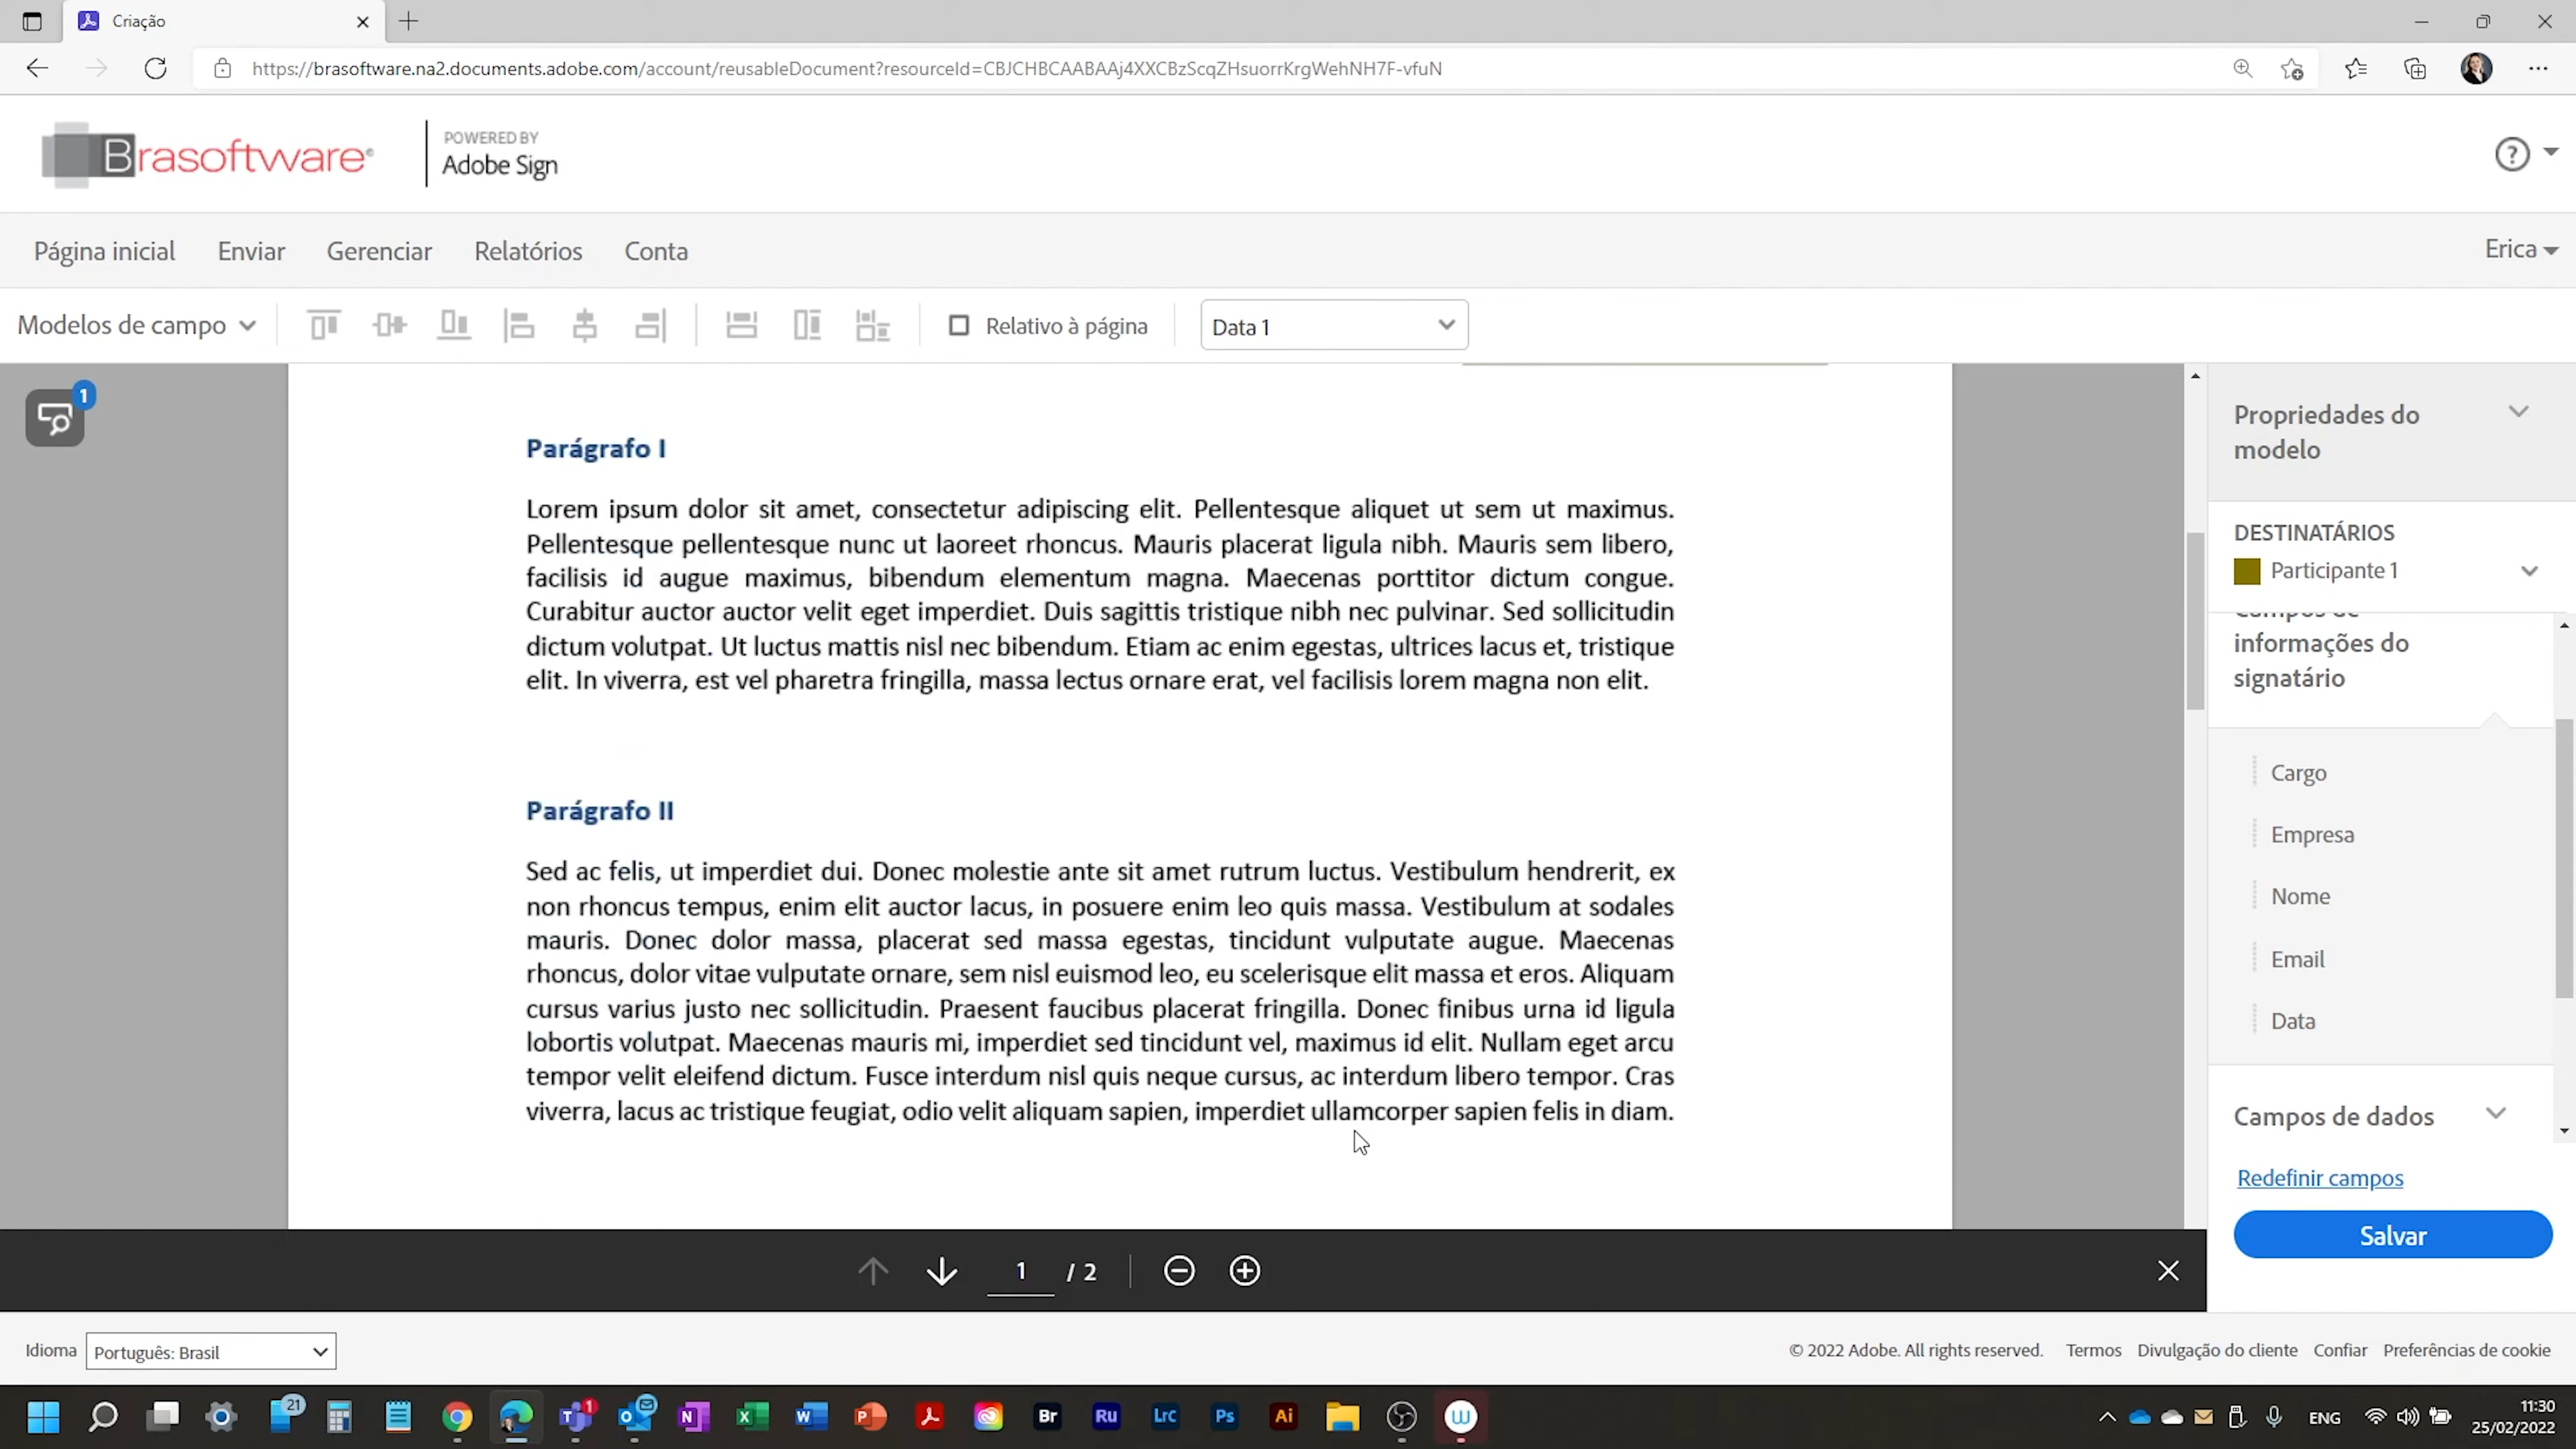 Criação
https://brasoftware.na2.documents.adobe.com/account/reusableDocument?resourceId=CBJCHBCAABAAj4XXCBzScqZHsuorrKrgWehNH7F-vfuN
Brasoftware
POWERED BY
Adobe Sign
Página inicial Enviar Gerenciar Relatórios Conta
Erica
Modelos de campo
Relativo à página
Data 1
1
Parágrafo I
Lorem ipsum dolor sit amet, consectetur adipiscing elit. Pellentesque aliquet ut sem ut maximus.
Pellentesque pellentesque nunc ut laoreet rhoncus. Mauris placerat ligula nibh. Mauris sem libero,
facilisis id augue maximus, bibendum elementum magna. Maecenas porttitor dictum congue.
Curabitur auctor auctor velit eget imperdiet. Duis sagittis tristique nibh nec pulvinar. Sed sollicitudin
dictum volutpat. Ut luctus mattis nisl nec bibendum. Etiam ac enim egestas, ultrices lacus et, tristique
elit. In viverra, est vel pharetra fringilla, massa lectus ornare erat, vel facilisis lorem magna non elit.
Parágrafo II
Sed ac felis, ut imperdiet dui. Donec molestie ante sit amet rutrum luctus. Vestibulum hendrerit, ex
non rhoncus tempus, enim elit auctor lacus, in posuere enim leo quis massa. Vestibulum at sodales
mauris. Donec dolor massa, placerat sed massa egestas, tincidunt vulputate augue. Maecenas
rhoncus, dolor vitae vulputate ornare, sem nisl euismod leo, eu scelerisque elit massa et eros. Aliquam
cursus varius justo nec sollicitudin. Praesent faucibus placerat fringilla. Donec finibus urna id ligula
lobortis volutpat. Maecenas mauris mi, imperdiet sed tincidunt vel, maximus id elit. Nullam eget arcu
tempor velit eleifend dictum. Fusce interdum nisl quis neque cursus, ac interdum libero tempor. Cras
viverra, lacus ac tristique feugiat, odio velit aliquam sapien, imperdiet ullamcorper sapien felis in diam.
Propriedades do
modelo
DESTINATÁRIOS
Participante 1
Campos de
informações do
signatário
Cargo
Empresa
Nome
Email
Data
Campos de dados
Redefinir campos
Salvar
1 / 2
Idioma
Português: Brasil
© 2022 Adobe. All rights reserved. Termos Divulgação do cliente Confiar Preferências de cookie
21
1
Br
Ru
Lrc
Ps
Ai
W
ENG
11:30
25/02/2022